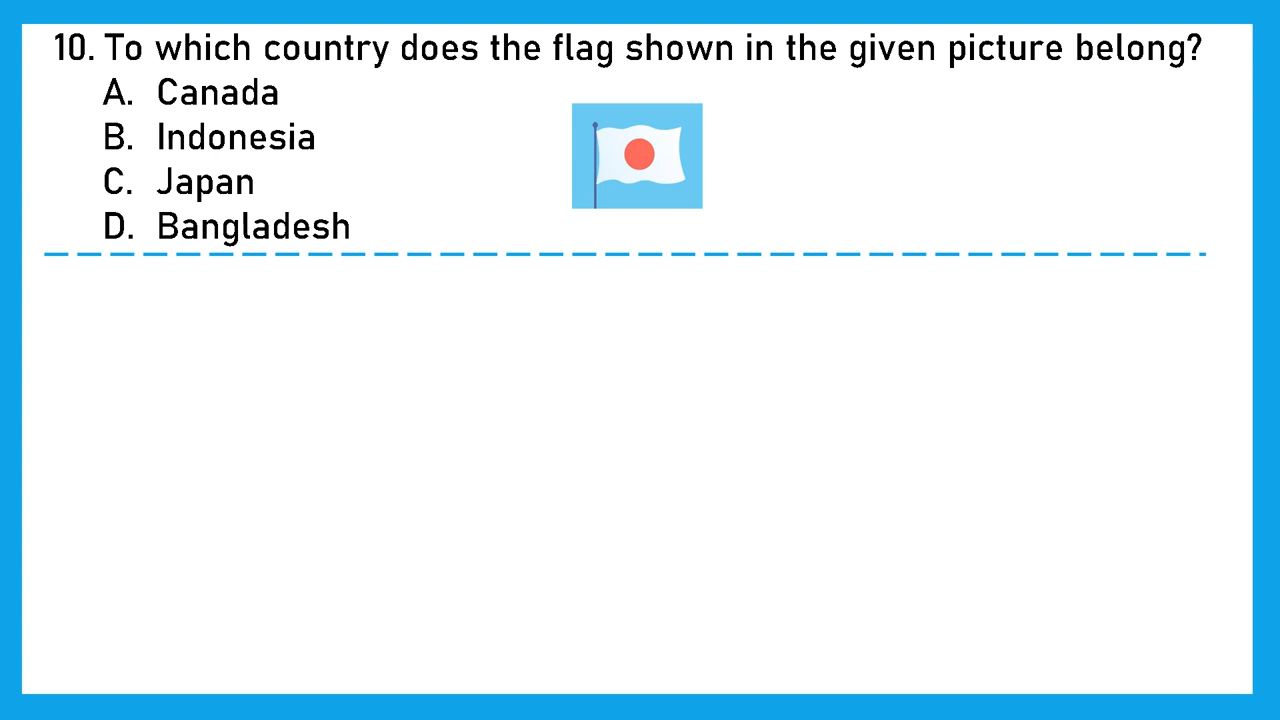 10. To which country does the flag shown in the given picture belong?
A. Canada
B. Indonesia
C. Japan
D. Bangladesh